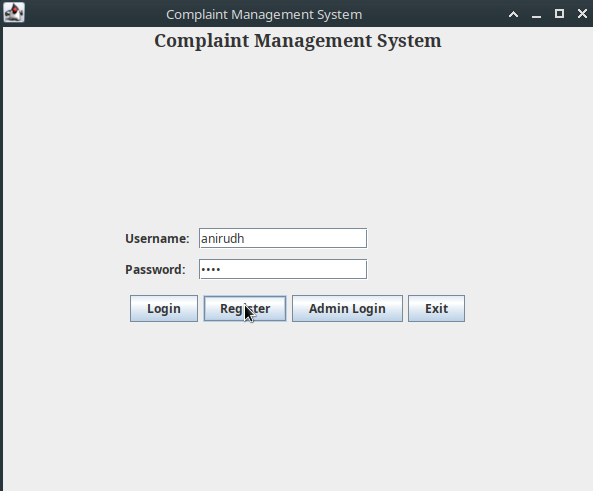 Complaint Management System
Complaint Management System
Username: anirudh
Password: ••••
Login Register Admin Login Exit